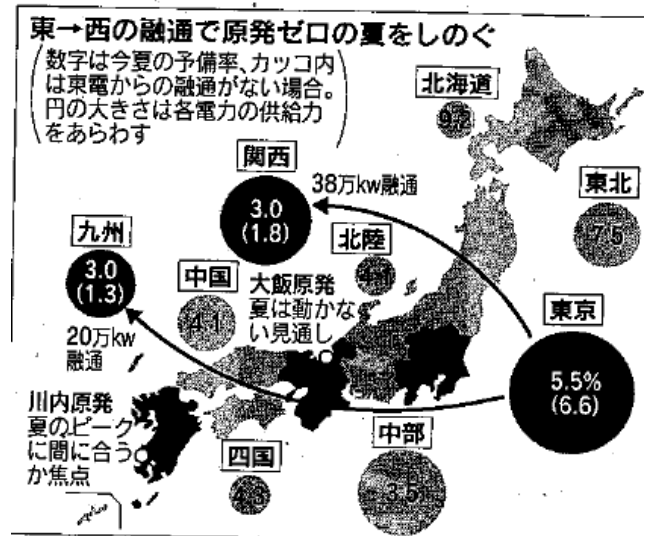 東→西の融通で原発ゼロの夏をしのぐ
(数字は今夏の予備率、カッコ内
は東電からの融通がない場合。
円の大きさは各電力の供給力
をあらわす)
北海道
9.2
関西
3.0
(1.8)
38万kw融通
東北
7.5
九州
3.0
(1.3)
北陸
4.1
中国
4.1
大飯原発
夏は動かな
い見通し
東京
5.5%
(6.6)
20万kw
融通
川内原発
夏のピーク
に間に合う
か焦点
四国
4.3
中部
3.5